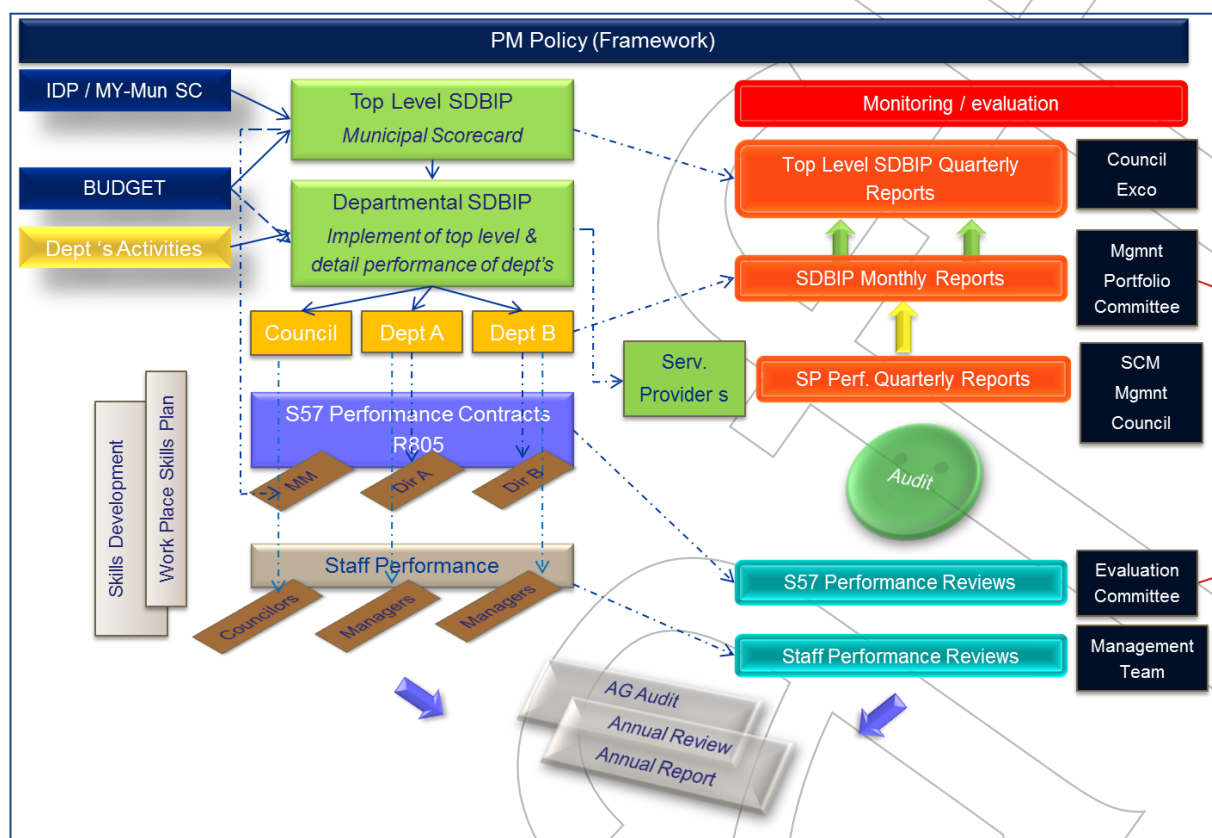 PM Policy (Framework)
IDP / MY-Mun SC
BUDGET
Dept ‘s Activities
Top Level SDBIP
Municipal Scorecard
Departmental SDBIP
Implement of top level &
detail performance of dept’s
Council
Dept A
Dept B
S57 Performance Contracts
R805
MM
Dir A
Dir B
Staff Performance
Councilors
Managers
Managers
Skills Development
Work Place Skills Plan
Serv.
Provider s
Monitoring / evaluation
Top Level SDBIP Quarterly
Reports
Council
Exco
SDBIP Monthly Reports
Mgmnt
Portfolio
Committee
SP Perf. Quarterly Reports
SCM
Mgmnt
Council
Audit
S57 Performance Reviews
Evaluation
Committee
Staff Performance Reviews
Management
Team
AG Audit
Annual Review
Annual Report